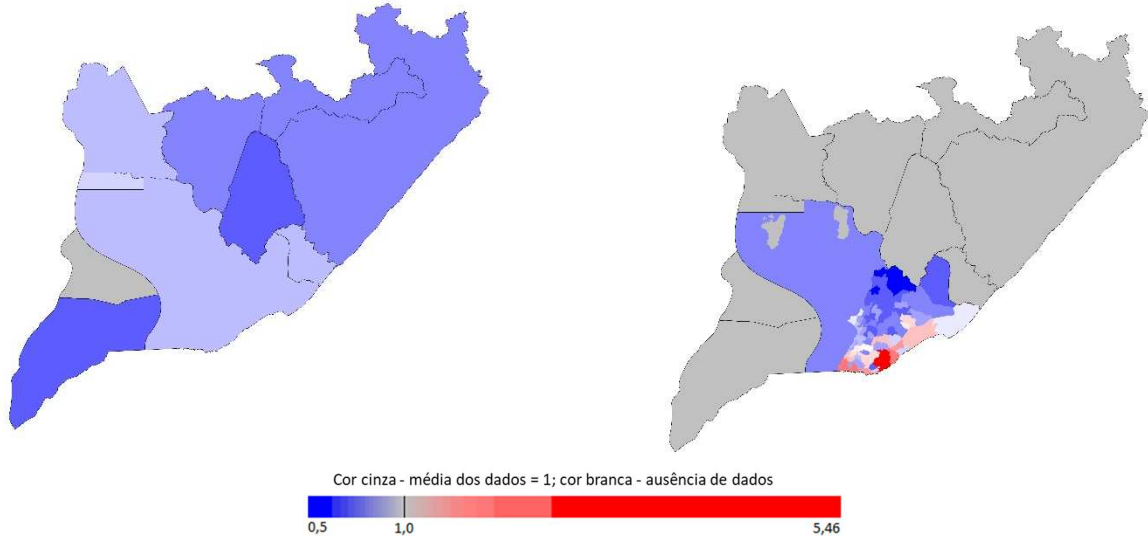 Cor cinza - média dos dados = 1; cor branca - ausência de dados
0,5 1,0 5,46